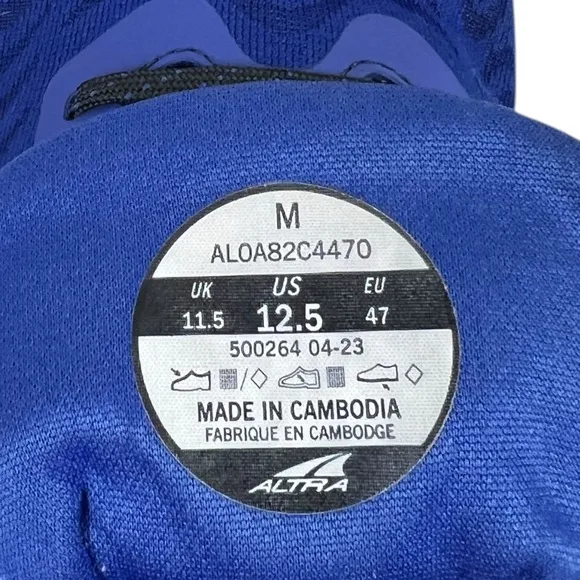 M
AL0A82C4470
UK US EU
11.5 12.5 47
500264 04-23
/
MADE IN CAMBODIA
FABRIQUE EN CAMBODGE
ALTRA